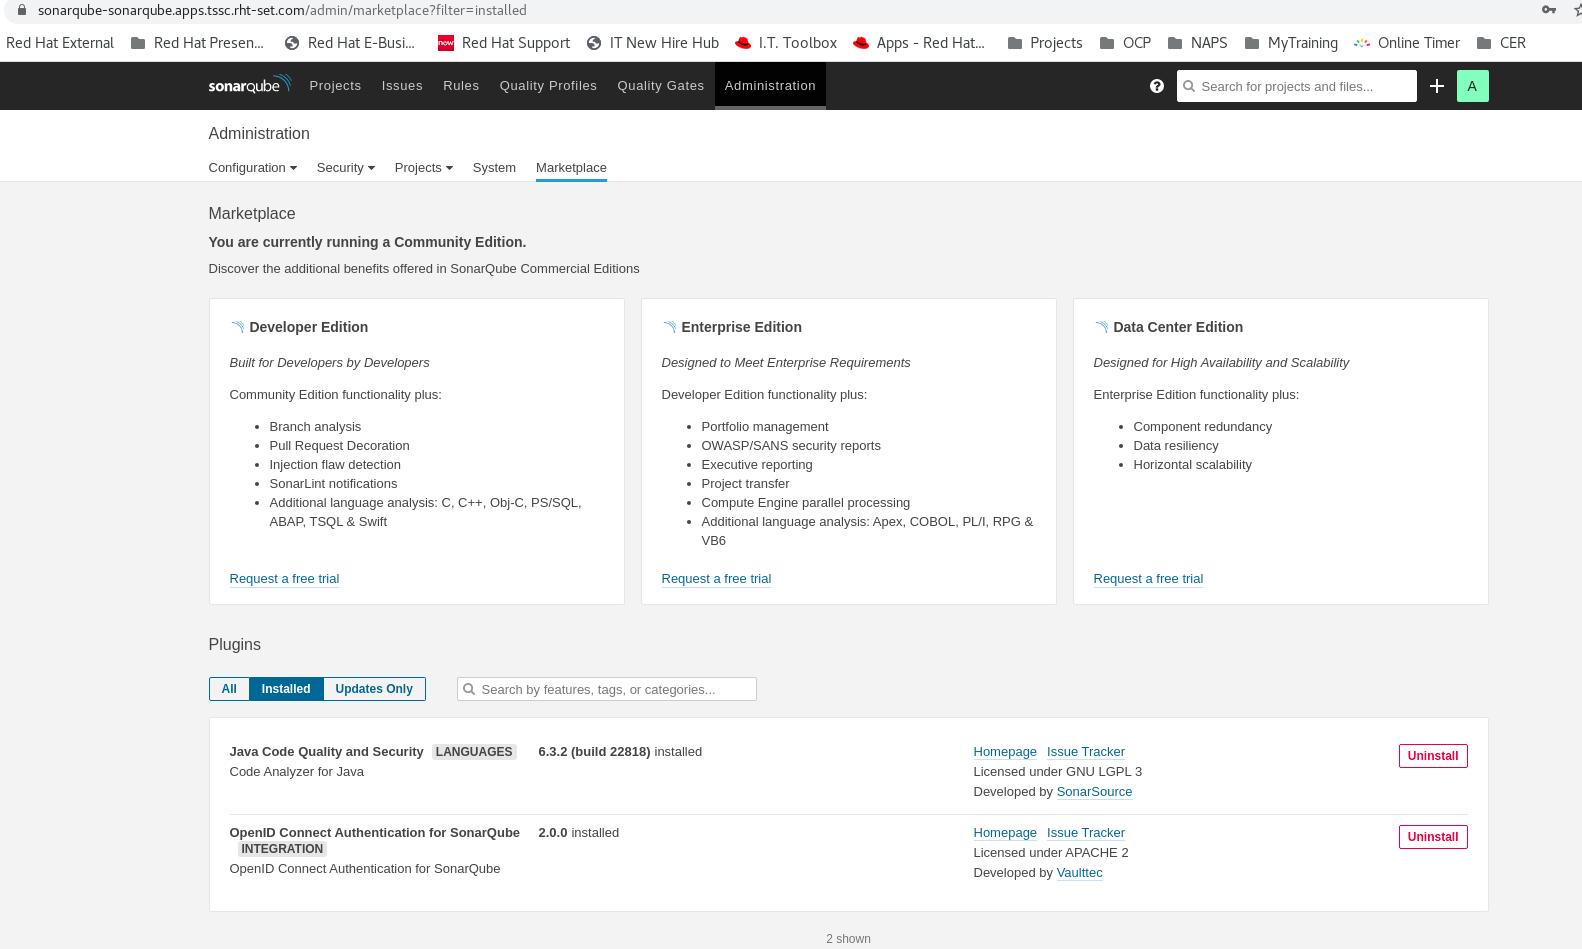 sonarqube-sonarqube.apps.tssc.rht-set.com/admin/marketplace?filter=installed
Red Hat External Red Hat Presen... Red Hat E-Busi... now Red Hat Support IT New Hire Hub I.T. Toolbox Apps - Red Hat... Projects OCP NAPS MyTraining Online Timer CER
sonarqube Projects Issues Rules Quality Profiles Quality Gates Administration ? Search for projects and files... A
Administration
Configuration Security Projects System Marketplace
Marketplace
You are currently running a Community Edition.
Discover the additional benefits offered in SonarQube Commercial Editions
Developer Edition
Built for Developers by Developers
Community Edition functionality plus:
• Branch analysis
• Pull Request Decoration
• Injection flaw detection
• SonarLint notifications
• Additional language analysis: C, C++, Obj-C, PS/SQL,
ABAP, TSQL & Swift
Request a free trial
Enterprise Edition
Designed to Meet Enterprise Requirements
Developer Edition functionality plus:
• Portfolio management
• OWASP/SANS security reports
• Executive reporting
• Project transfer
• Compute Engine parallel processing
• Additional language analysis: Apex, COBOL, PL/I, RPG &
VB6
Request a free trial
Data Center Edition
Designed for High Availability and Scalability
Enterprise Edition functionality plus:
• Component redundancy
• Data resiliency
• Horizontal scalability
Request a free trial
Plugins
All Installed Updates Only Search by features, tags, or categories...
Java Code Quality and Security LANGUAGES 6.3.2 (build 22818) installed Homepage Issue Tracker Uninstall
Code Analyzer for Java Licensed under GNU LGPL 3
Developed by SonarSource
OpenID Connect Authentication for SonarQube 2.0.0 installed Homepage Issue Tracker Uninstall
INTEGRATION Licensed under APACHE 2
OpenID Connect Authentication for SonarQube Developed by Vaulttec
2 shown